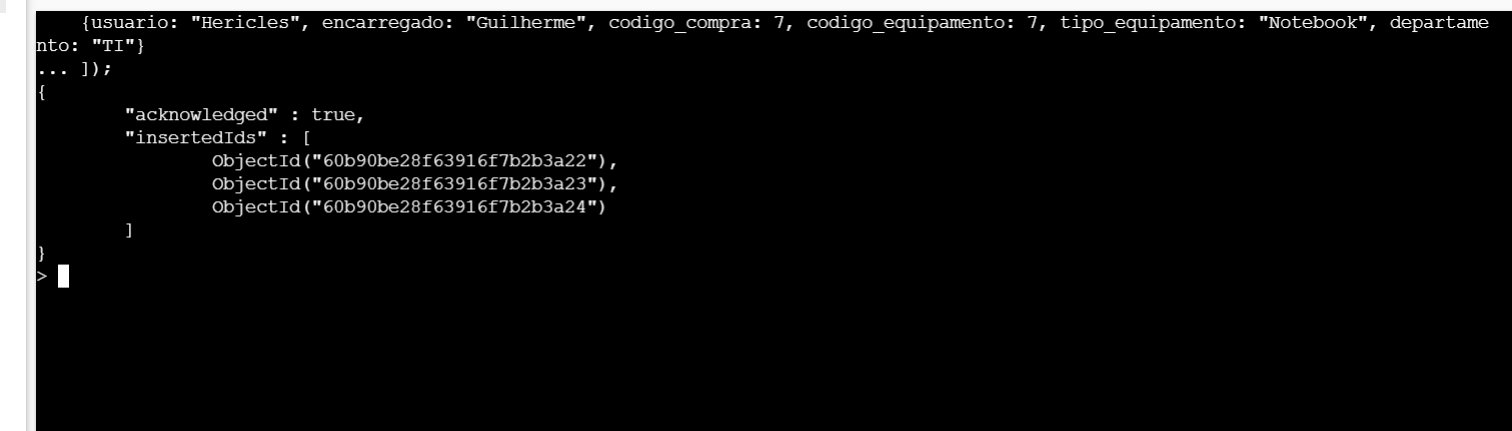 {usuario: "Hericles", encarregado: "Guilherme", codigo_compra: 7, codigo_equipamento: 7, tipo_equipamento: "Notebook", departame
nto: "TI"}
... ]);
{
"acknowledged" : true,
"insertedIds" : [
ObjectId("60b90be28f63916f7b2b3a22"),
ObjectId("60b90be28f63916f7b2b3a23"),
ObjectId("60b90be28f63916f7b2b3a24")
]
}
>